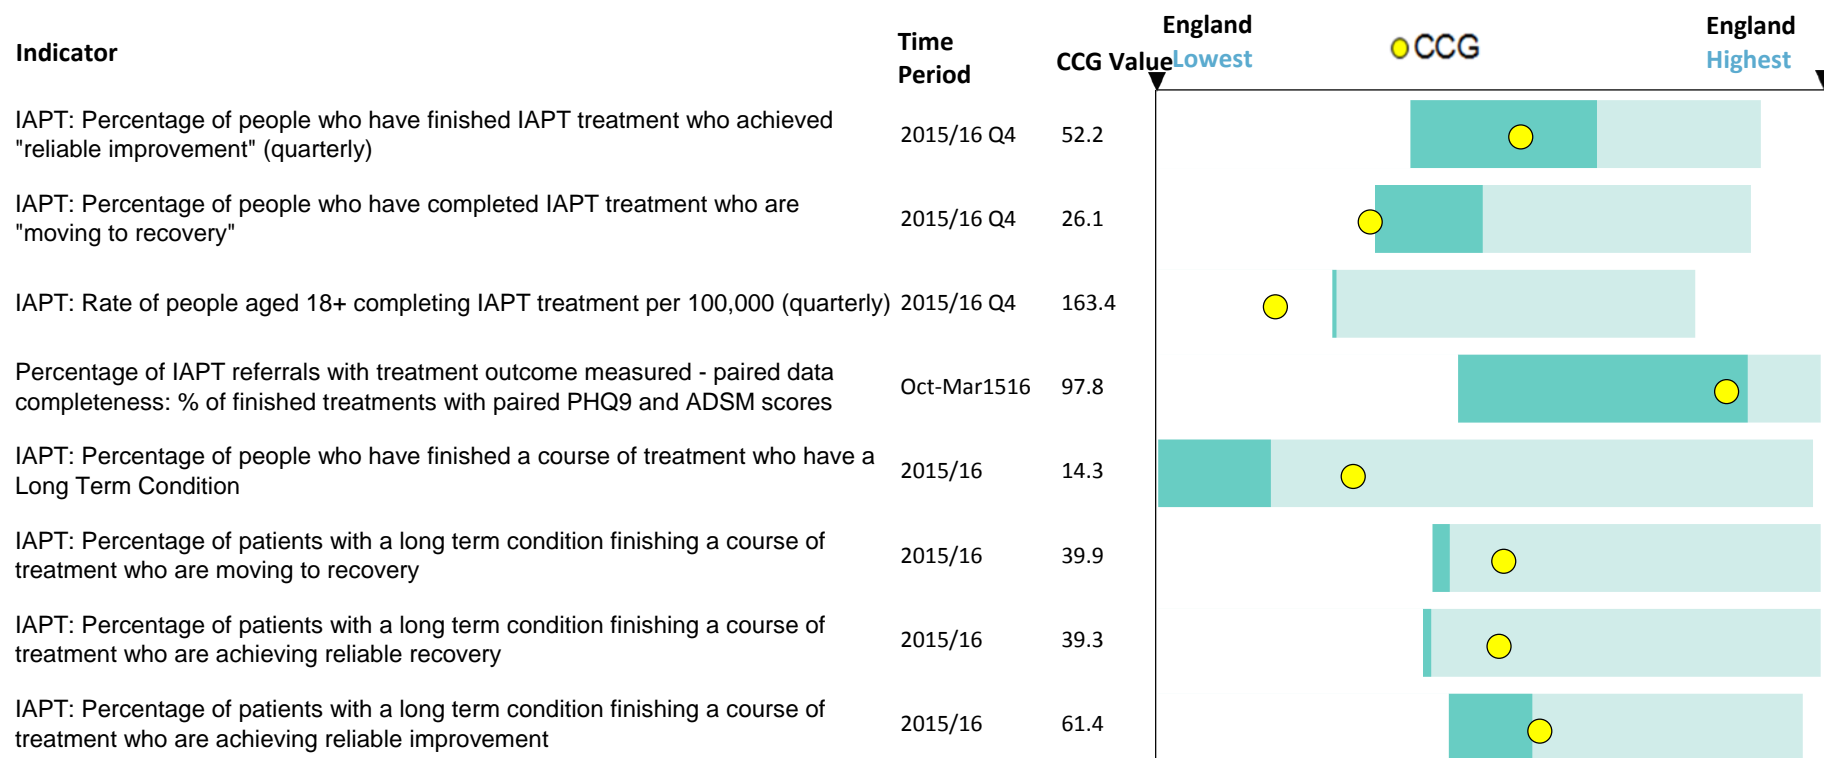 Indicator
Time Period
CCG Value
England Lowest
CCG
England Highest
IAPT: Percentage of people who have finished IAPT treatment who achieved
"reliable improvement" (quarterly)
2015/16 Q4
52.2
IAPT: Percentage of people who have completed IAPT treatment who are
"moving to recovery"
2015/16 Q4
26.1
IAPT: Rate of people aged 18+ completing IAPT treatment per 100,000 (quarterly)
2015/16 Q4
163.4
Percentage of IAPT referrals with treatment outcome measured - paired data
completeness: % of finished treatments with paired PHQ9 and ADSM scores
Oct-Mar1516
97.8
IAPT: Percentage of people who have finished a course of treatment who have a
Long Term Condition
2015/16
14.3
IAPT: Percentage of patients with a long term condition finishing a course of
treatment who are moving to recovery
2015/16
39.9
IAPT: Percentage of patients with a long term condition finishing a course of
treatment who are achieving reliable recovery
2015/16
39.3
IAPT: Percentage of patients with a long term condition finishing a course of
treatment who are achieving reliable improvement
2015/16
61.4